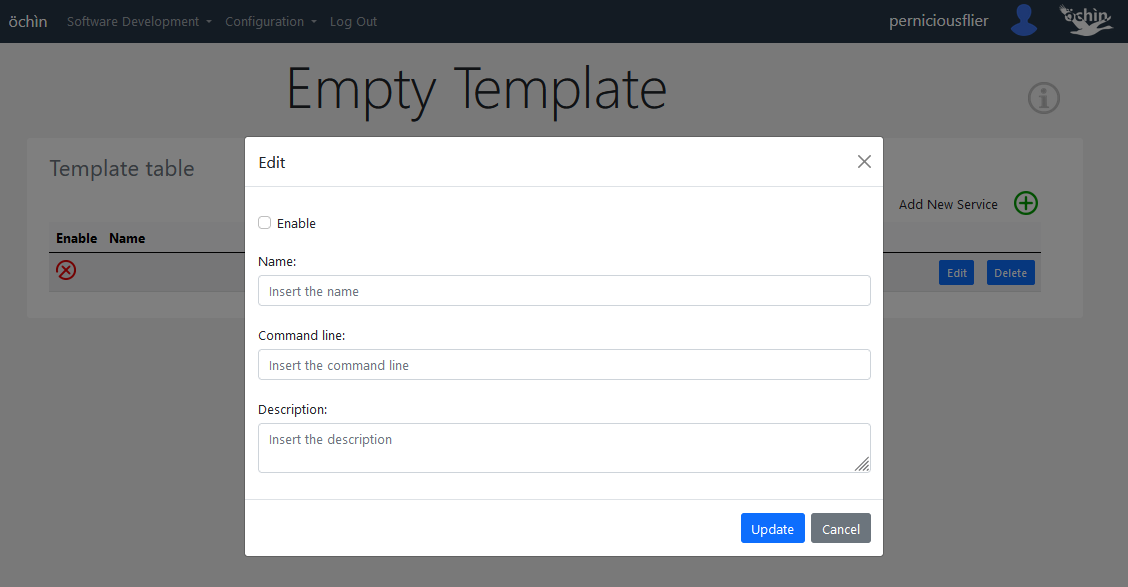 öchìn Software Development Configuration Log Out perniciousflier öchìn
Empty Template
Template table
Add New Service
Enable Name
Edit Delete
Edit
Enable
Name:
Insert the name
Command line:
Insert the command line
Description:
Insert the description
Update Cancel